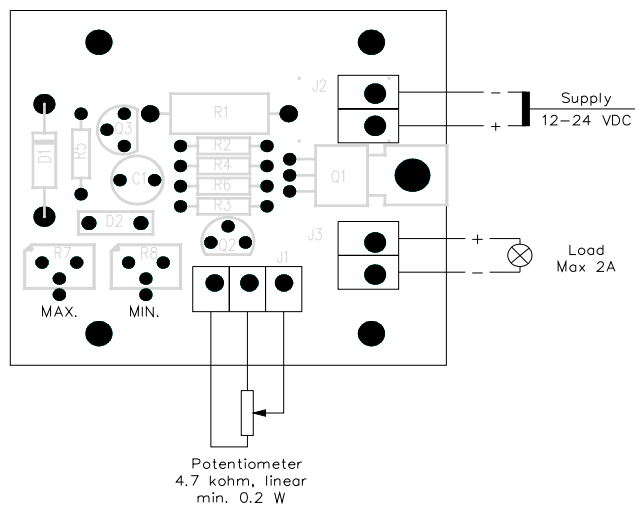 J2
R1
Q3
D1
R5
R2
R4
R6
R3
C1
Q1
D2
Q2
J3
J1
R7
R8
MAX.
MIN.
−
+
Supply
12−24 VDC
+
−
Load
Max 2A
Potentiometer
4.7 kohm, linear
min. 0.2 W